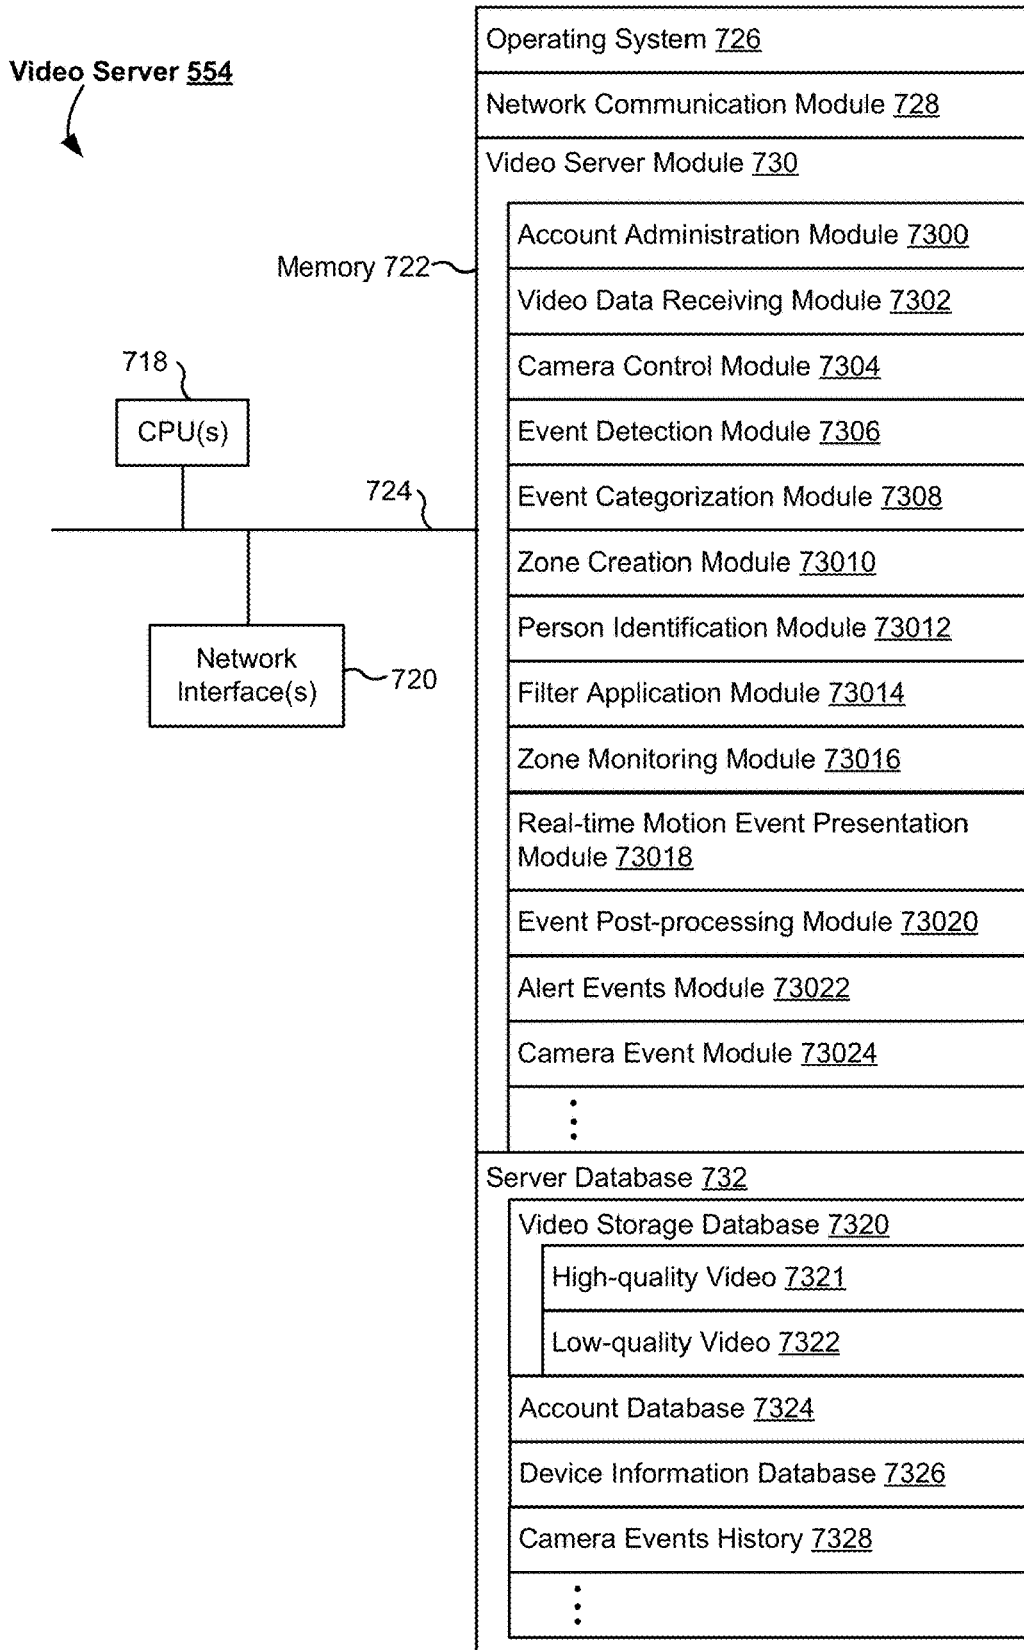 Video Server 554
Memory 722
718
CPU(s)
724
Network
Interface(s)
720
Operating System 726
Network Communication Module 728
Video Server Module 730
Account Administration Module 7300
Video Data Receiving Module 7302
Camera Control Module 7304
Event Detection Module 7306
Event Categorization Module 7308
Zone Creation Module 73010
Person Identification Module 73012
Filter Application Module 73014
Zone Monitoring Module 73016
Real-time Motion Event Presentation
Module 73018
Event Post-processing Module 73020
Alert Events Module 73022
Camera Event Module 73024
Server Database 732
Video Storage Database 7320
High-quality Video 7321
Low-quality Video 7322
Account Database 7324
Device Information Database 7326
Camera Events History 7328